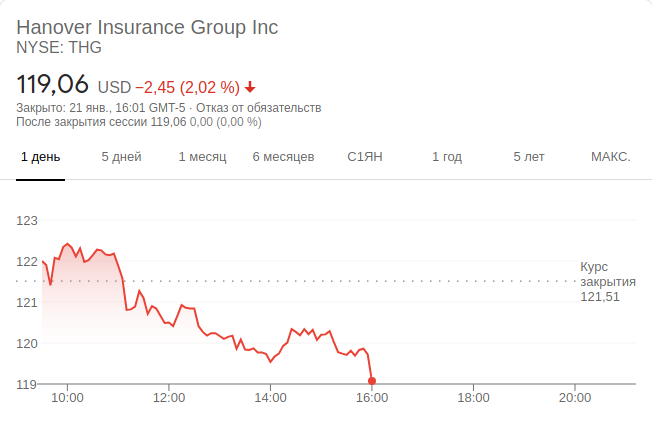 Hanover Insurance Group Inc
NYSE: THG
119,06 USD −2,45 (2,02 %)
Закрыто: 21 янв., 16:01 GMT-5 · Отказ от обязательств
После закрытия сессии 119,06 0,00 (0,00 %)
1 день 5 дней 1 месяц 6 месяцев С1ЯН 1 год 5 лет МАКС.
123
122
Курс
закрытия
121,51
121
120
119
10:00 12:00 14:00 16:00 18:00 20:00